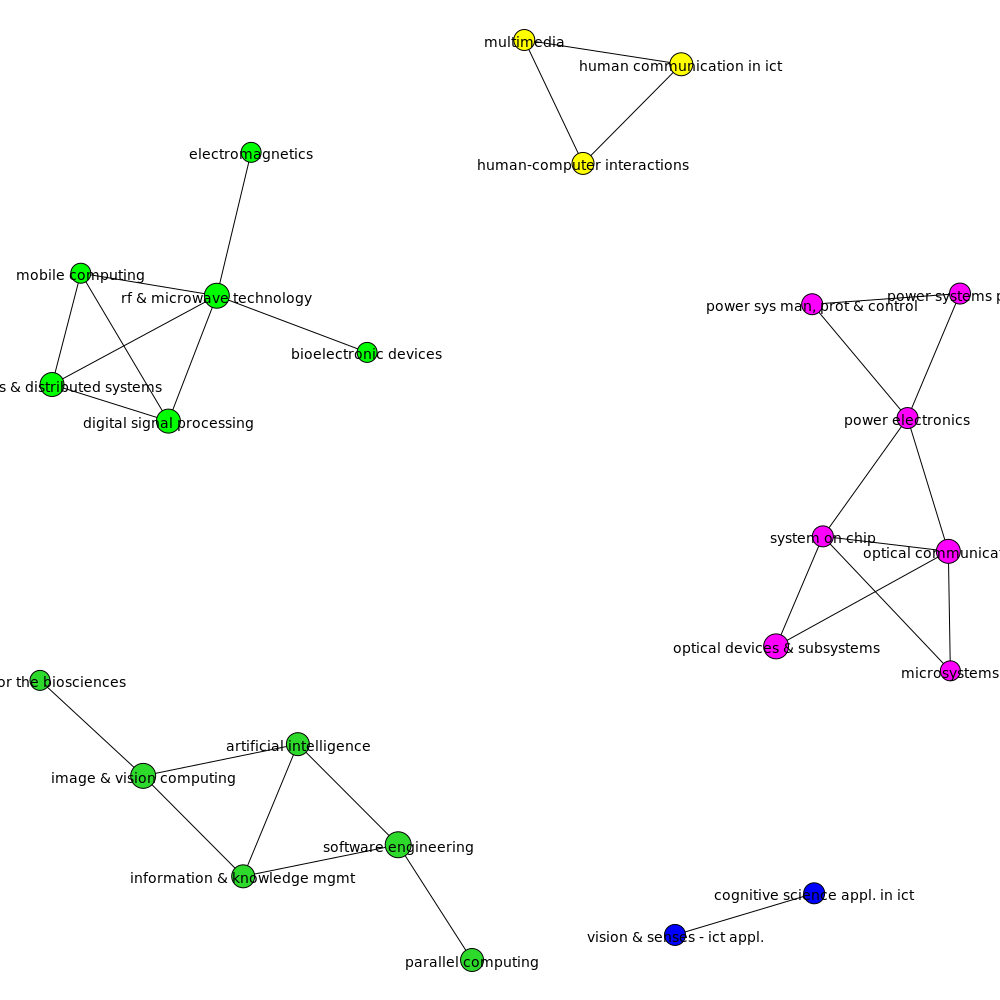 multimedia
human communication in ict
electromagnetics
human-computer interactions
mobile computing
rf & microwave technology
power systems p
power sys man, prot & control
bioelectronic devices
s & distributed systems
digital signal processing
power electronics
system on chip
optical communicat
optical devices & subsystems
microsystems
or the biosciences
artificial intelligence
image & vision computing
software engineering
information & knowledge mgmt
cognitive science appl. in ict
vision & senses - ict appl.
parallel computing